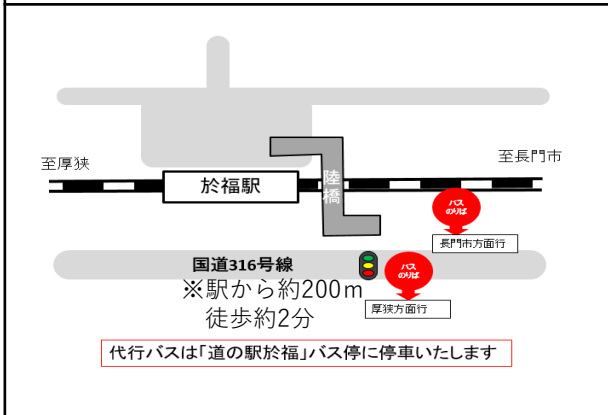 至厚狭
至長門市
於福駅
陸橋
バス
のりば
長門市方面行
国道316号線
バス
のりば
※駅から約200m
徒歩約2分
厚狭方面行
代行バスは「道の駅於福」バス停に停車いたします